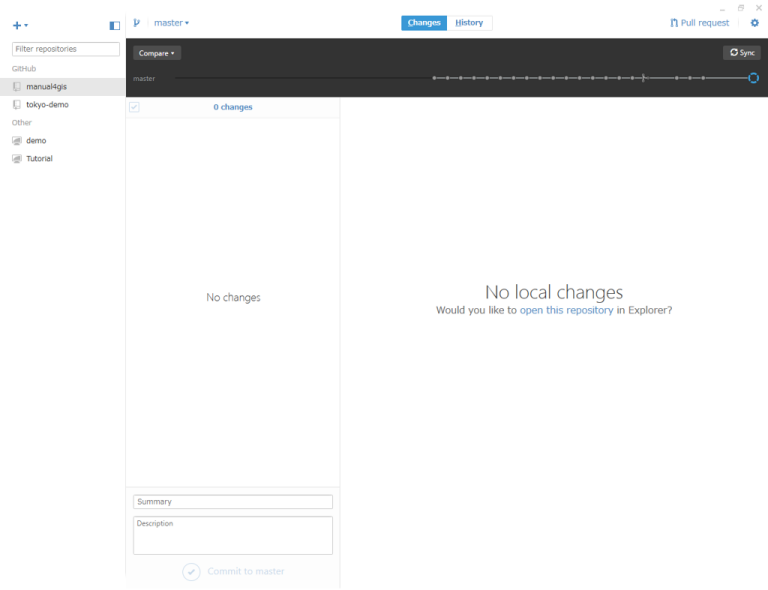 master
Changes
History
Pull request
Filter repositories
GitHub
manual4gis
tokyo-demo
Other
demo
Tutorial
Compare
Sync
master
0 changes
No changes
No local changes
Would you like to open this repository in Explorer?
Summary
Description
Commit to master